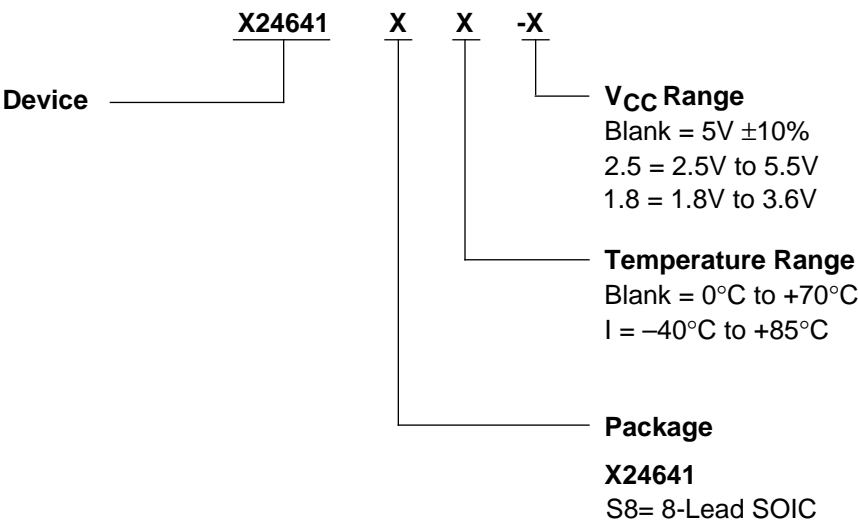 X24641 X X -X
Device
VCC Range
Blank = 5V ±10%
2.5 = 2.5V to 5.5V
1.8 = 1.8V to 3.6V
Temperature Range
Blank = 0°C to +70°C
I = –40°C to +85°C
Package
X24641
S8= 8-Lead SOIC